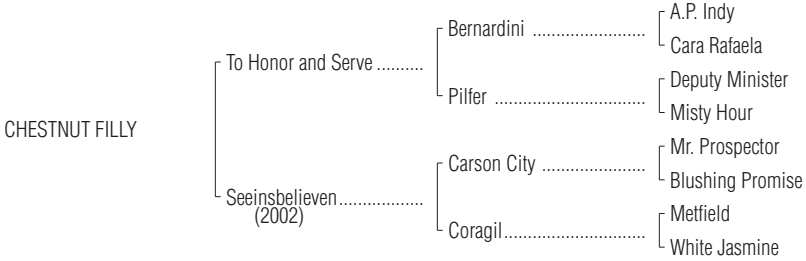 A.P. Indy
Bernardini ........................
Cara Rafaela
To Honor and Serve ..........
Deputy Minister
Pilfer ................................
Misty Hour
CHESTNUT FILLY
Mr. Prospector
Carson City ......................
Blushing Promise
Seeinsbelieven..................
(2002)
Metfield
Coragil..............................
White Jasmine